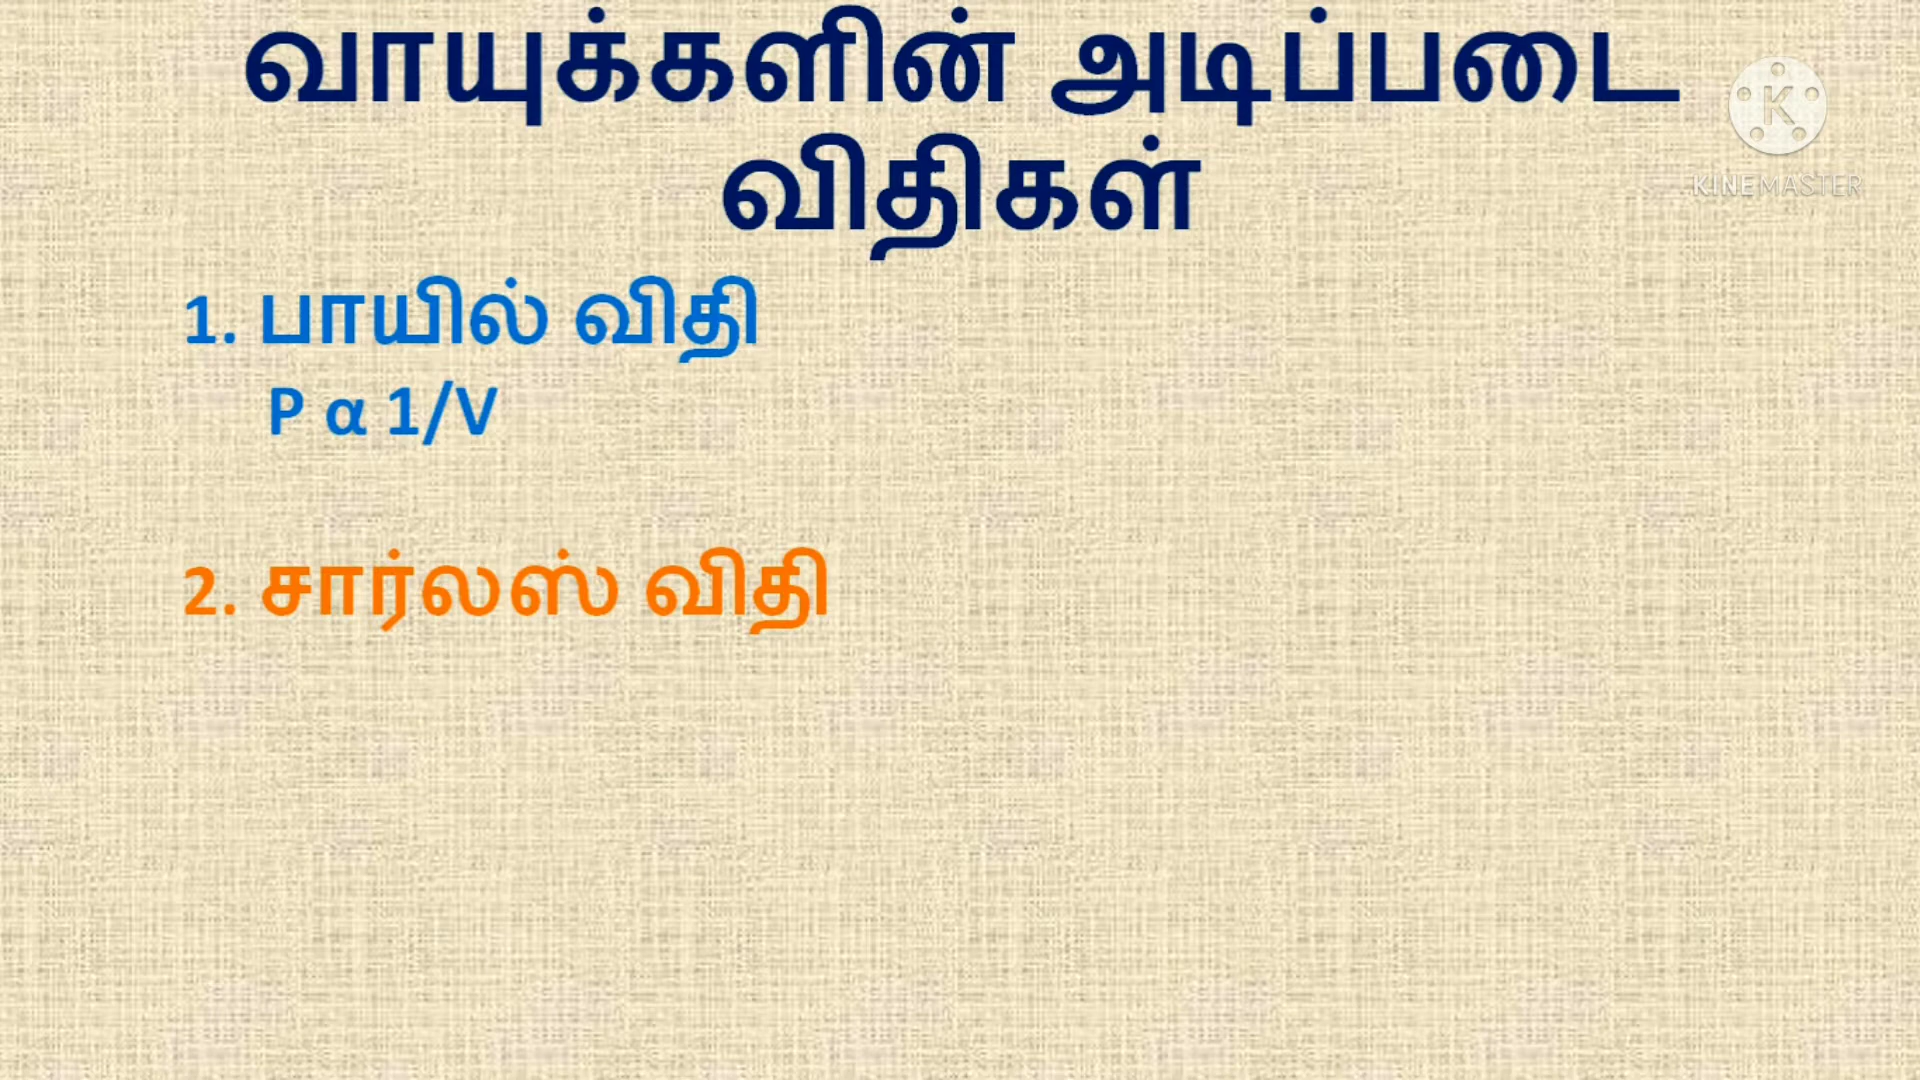 வாயுக்களின் அடிப்படை
விதிகள்
1. பாயில் விதி
P α 1/V
2. சார்லஸ் விதி
K
KINEMASTER